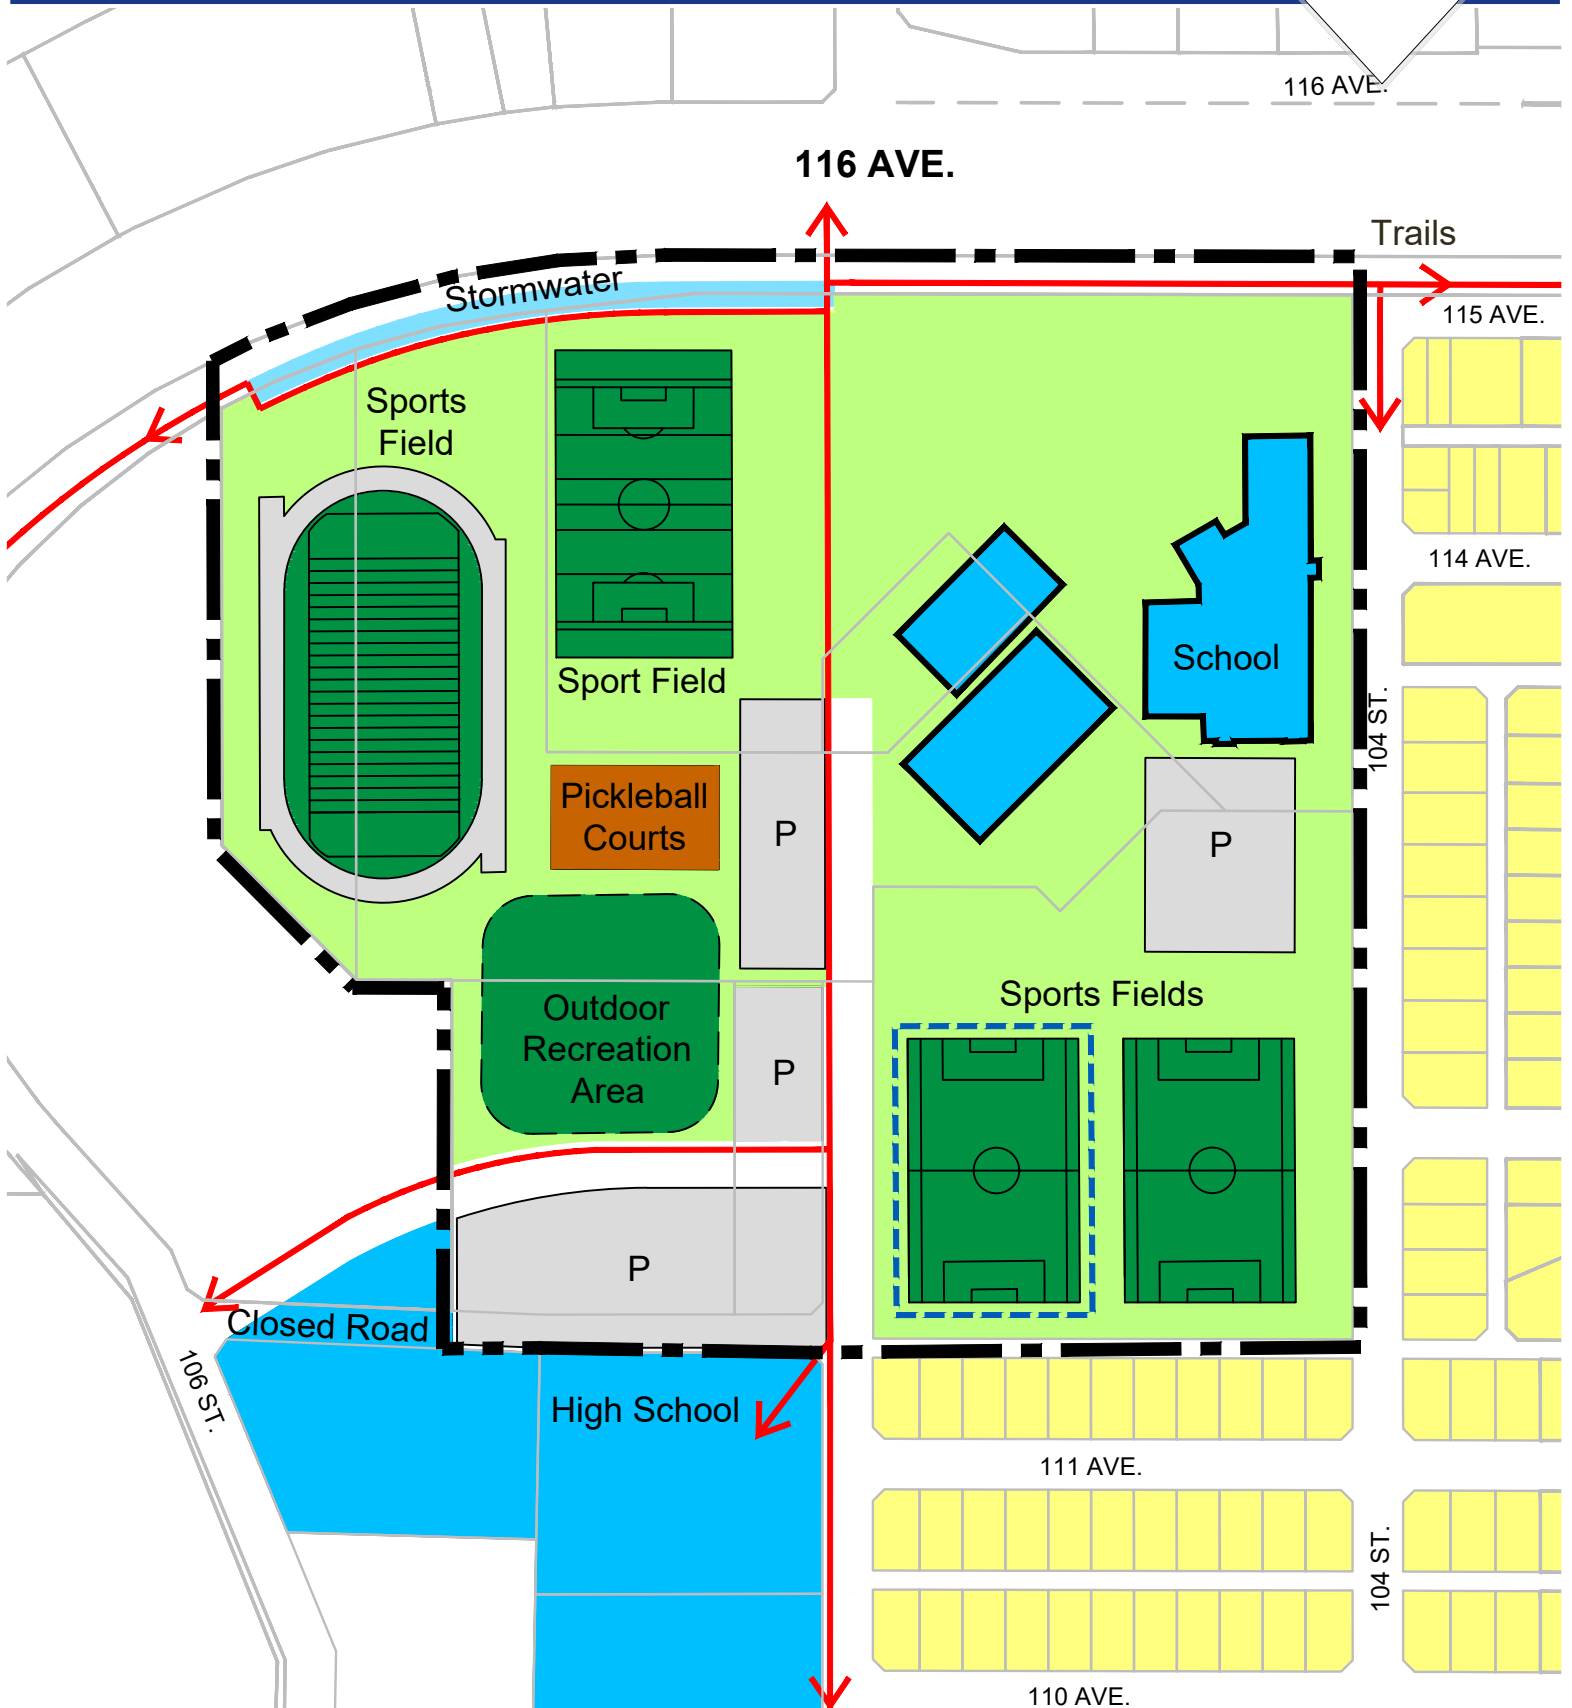 116 AVE.
116 AVE.
Trails
Stormwater
115 AVE.
Sports
Field
114 AVE.
School
Sport Field
104 ST.
Pickleball
Courts
P
P
Sports Fields
Outdoor
Recreation
Area
P
P
Closed Road
106 ST.
High School
111 AVE.
104 ST.
110 AVE.